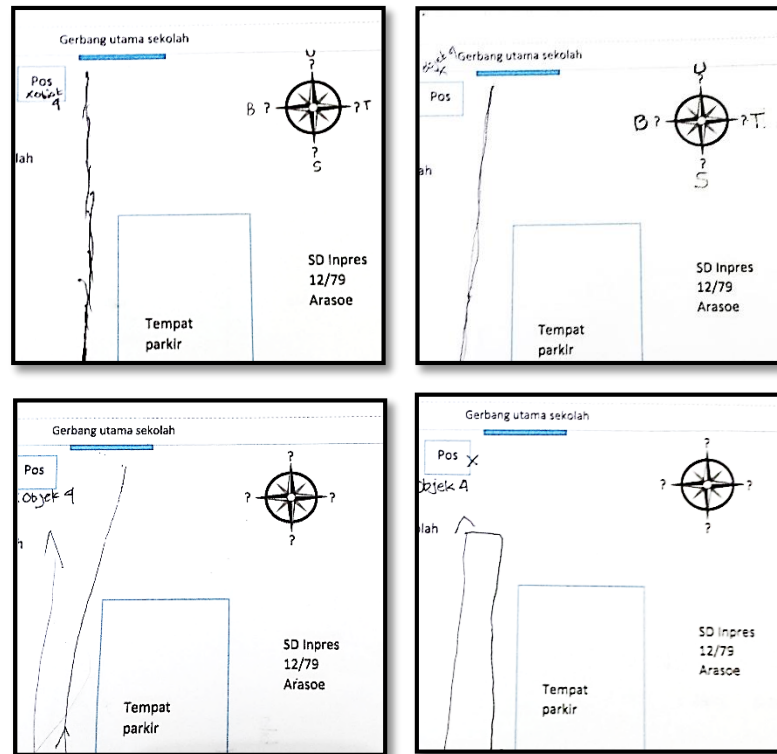 Gerbang utama sekolah
Pos
xobjek
4
U
?
B ? ? T
?
S
lah
SD Inpres
12/79
Arasoe
Tempat
parkir
Gerbang utama sekolah
Pos
U
?
B ? ? T.
?
S
ah
SD Inpres
12/79
Arasoe
Tempat
parkir
Gerbang utama sekolah
Pos
Objek 4
?
? ?
?
h
SD Inpres
12/79
Arasoe
Tempat
parkir
Gerbang utama sekolah
Pos X
objek 4
?
? ?
?
lah
SD Inpres
12/79
Arasoe
Tempat
parkir